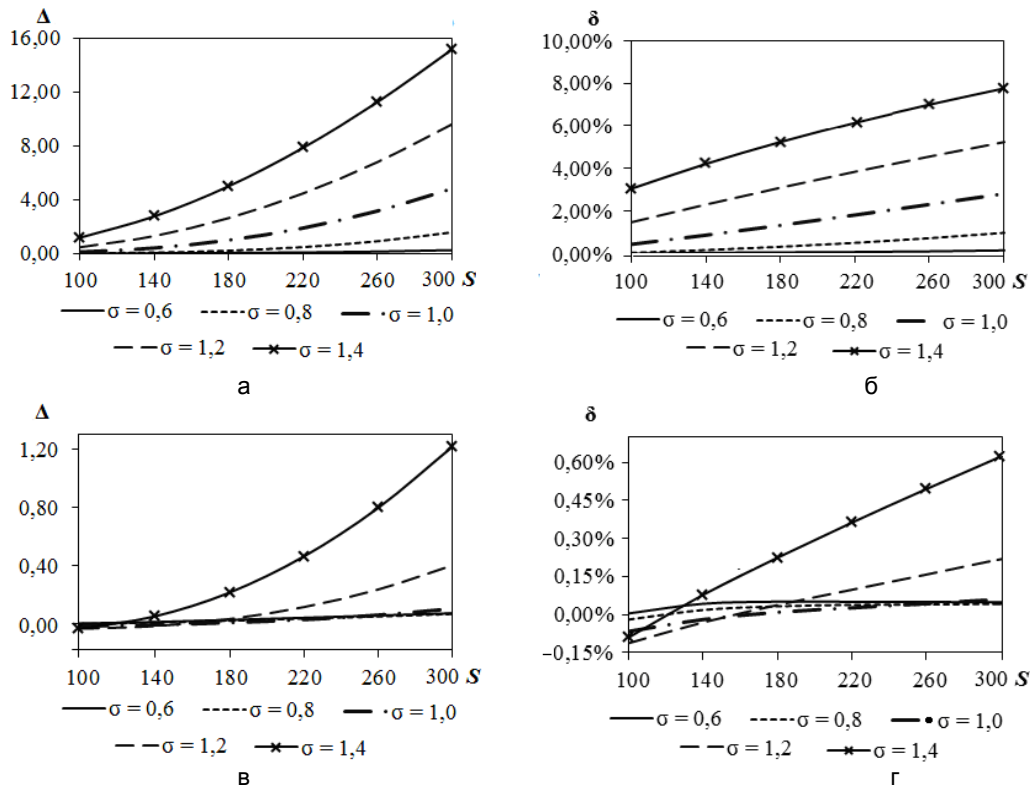 Δ
16,00
12,00
8,00
4,00
0,00
100 140 180 220 260 300 S
σ = 0,6 σ = 0,8 σ = 1,0
σ = 1,2 σ = 1,4
а
δ
10,00%
8,00%
6,00%
4,00%
2,00%
0,00%
100 140 180 220 260 300 S
σ = 0,6 σ = 0,8 σ = 1,0
σ = 1,2 σ = 1,4
б
Δ
1,20
0,80
0,40
0,00
100 140 180 220 260 300 S
σ = 0,6 σ = 0,8 σ = 1,0
σ = 1,2 σ = 1,4
в
δ
0,60%
0,45%
0,30%
0,15%
0,00%
−0,15%
100 140 180 220 260 300 S
σ = 0,6 σ = 0,8 σ = 1,0
σ = 1,2 σ = 1,4
г